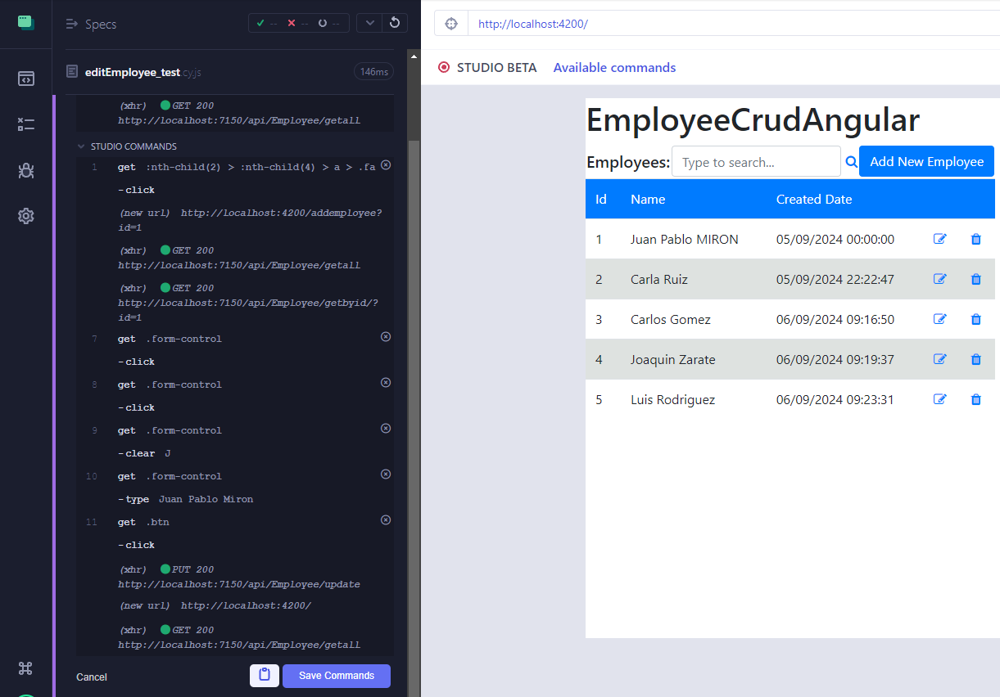 Specs
-- -- --
editEmployee_test.cy.js
146ms
(xhr) GET 200
http://localhost:7150/api/Employee/getall
STUDIO COMMANDS
1 get :nth-child(2) > :nth-child(4) > a > .fa
-click
(new url) http://localhost:4200/addemployee?
id=1
(xhr) GET 200
http://localhost:7150/api/Employee/getall
(xhr) GET 200
http://localhost:7150/api/Employee/getbyid/?
id=1
7 get .form-control
-click
8 get .form-control
-click
9 get .form-control
-clear J
10 get .form-control
-type Juan Pablo Miron
11 get .btn
-click
(xhr) PUT 200
http://localhost:7150/api/Employee/update
(new url) http://localhost:4200/
(xhr) GET 200
http://localhost:7150/api/Employee/getall
Cancel
Save Commands
http://localhost:4200/
STUDIO BETA Available commands
EmployeeCrudAngular
Employees: Type to search... Add New Employee
Id Name Created Date
1 Juan Pablo MIRON 05/09/2024 00:00:00
2 Carla Ruiz 05/09/2024 22:22:47
3 Carlos Gomez 06/09/2024 09:16:50
4 Joaquin Zarate 06/09/2024 09:19:37
5 Luis Rodriguez 06/09/2024 09:23:31